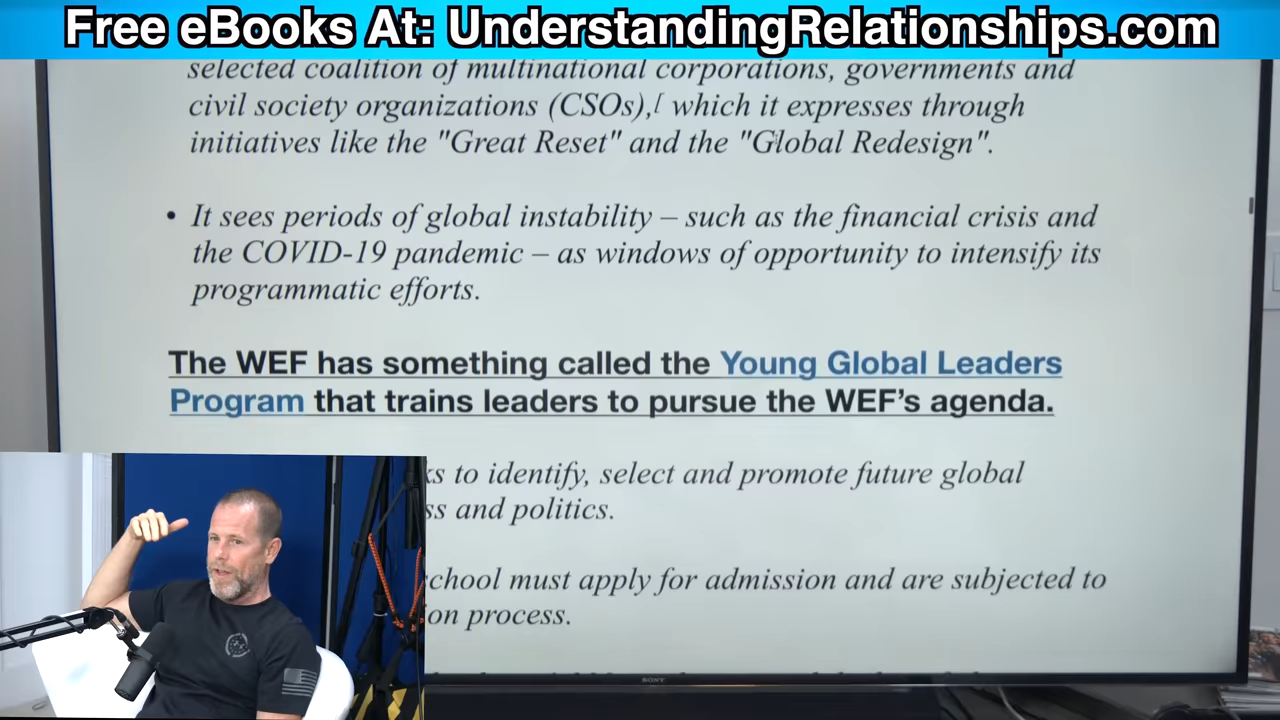 Free eBooks At: UnderstandingRelationships.com
selected coalition of multinational corporations, governments and
civil society organizations (CSOs),[ which it expresses through
initiatives like the "Great Reset" and the "Global Redesign".
• It sees periods of global instability – such as the financial crisis and
the COVID-19 pandemic – as windows of opportunity to intensify its
programmatic efforts.
The WEF has something called the Young Global Leaders
Program that trains leaders to pursue the WEF’s agenda.
to identify, select and promote future global
and politics.
must apply for admission and are subjected to
process.
SONY